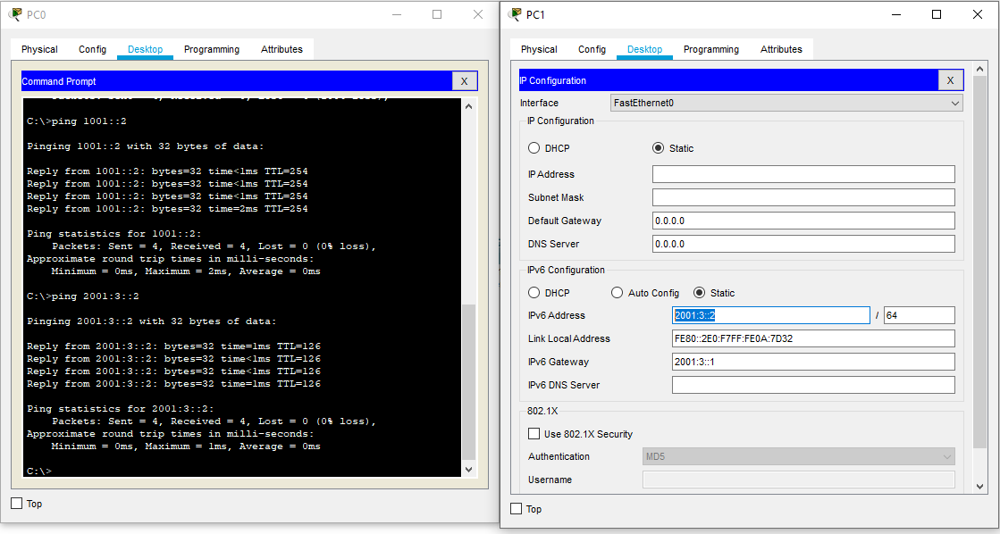 PC0
Physical Config Desktop Programming Attributes
Command Prompt X
C:\>ping 1001::2
Pinging 1001::2 with 32 bytes of data:
Reply from 1001::2: bytes=32 time<1ms TTL=254
Reply from 1001::2: bytes=32 time<1ms TTL=254
Reply from 1001::2: bytes=32 time<1ms TTL=254
Reply from 1001::2: bytes=32 time=2ms TTL=254
Ping statistics for 1001::2:
Packets: Sent = 4, Received = 4, Lost = 0 (0% loss),
Approximate round trip times in milli-seconds:
Minimum = 0ms, Maximum = 2ms, Average = 0ms
C:\>ping 2001:3::2
Pinging 2001:3::2 with 32 bytes of data:
Reply from 2001:3::2: bytes=32 time=1ms TTL=126
Reply from 2001:3::2: bytes=32 time<1ms TTL=126
Reply from 2001:3::2: bytes=32 time=1ms TTL=126
Reply from 2001:3::2: bytes=32 time=1ms TTL=126
Ping statistics for 2001:3::2:
Packets: Sent = 4, Received = 4, Lost = 0 (0% loss),
Approximate round trip times in milli-seconds:
Minimum = 0ms, Maximum = 1ms, Average = 0ms
C:\>
Top
PC1
Physical Config Desktop Programming Attributes
IP Configuration X
Interface FastEthernet0
IP Configuration
DHCP Static
IP Address
Subnet Mask
Default Gateway 0.0.0.0
DNS Server 0.0.0.0
IPv6 Configuration
DHCP Auto Config Static
IPv6 Address 2001:3::2 / 64
Link Local Address FE80::2E0:F7FF:FE0A:7D32
IPv6 Gateway 2001:3::1
IPv6 DNS Server
802.1X
Use 802.1X Security
Authentication MD5
Username
Top